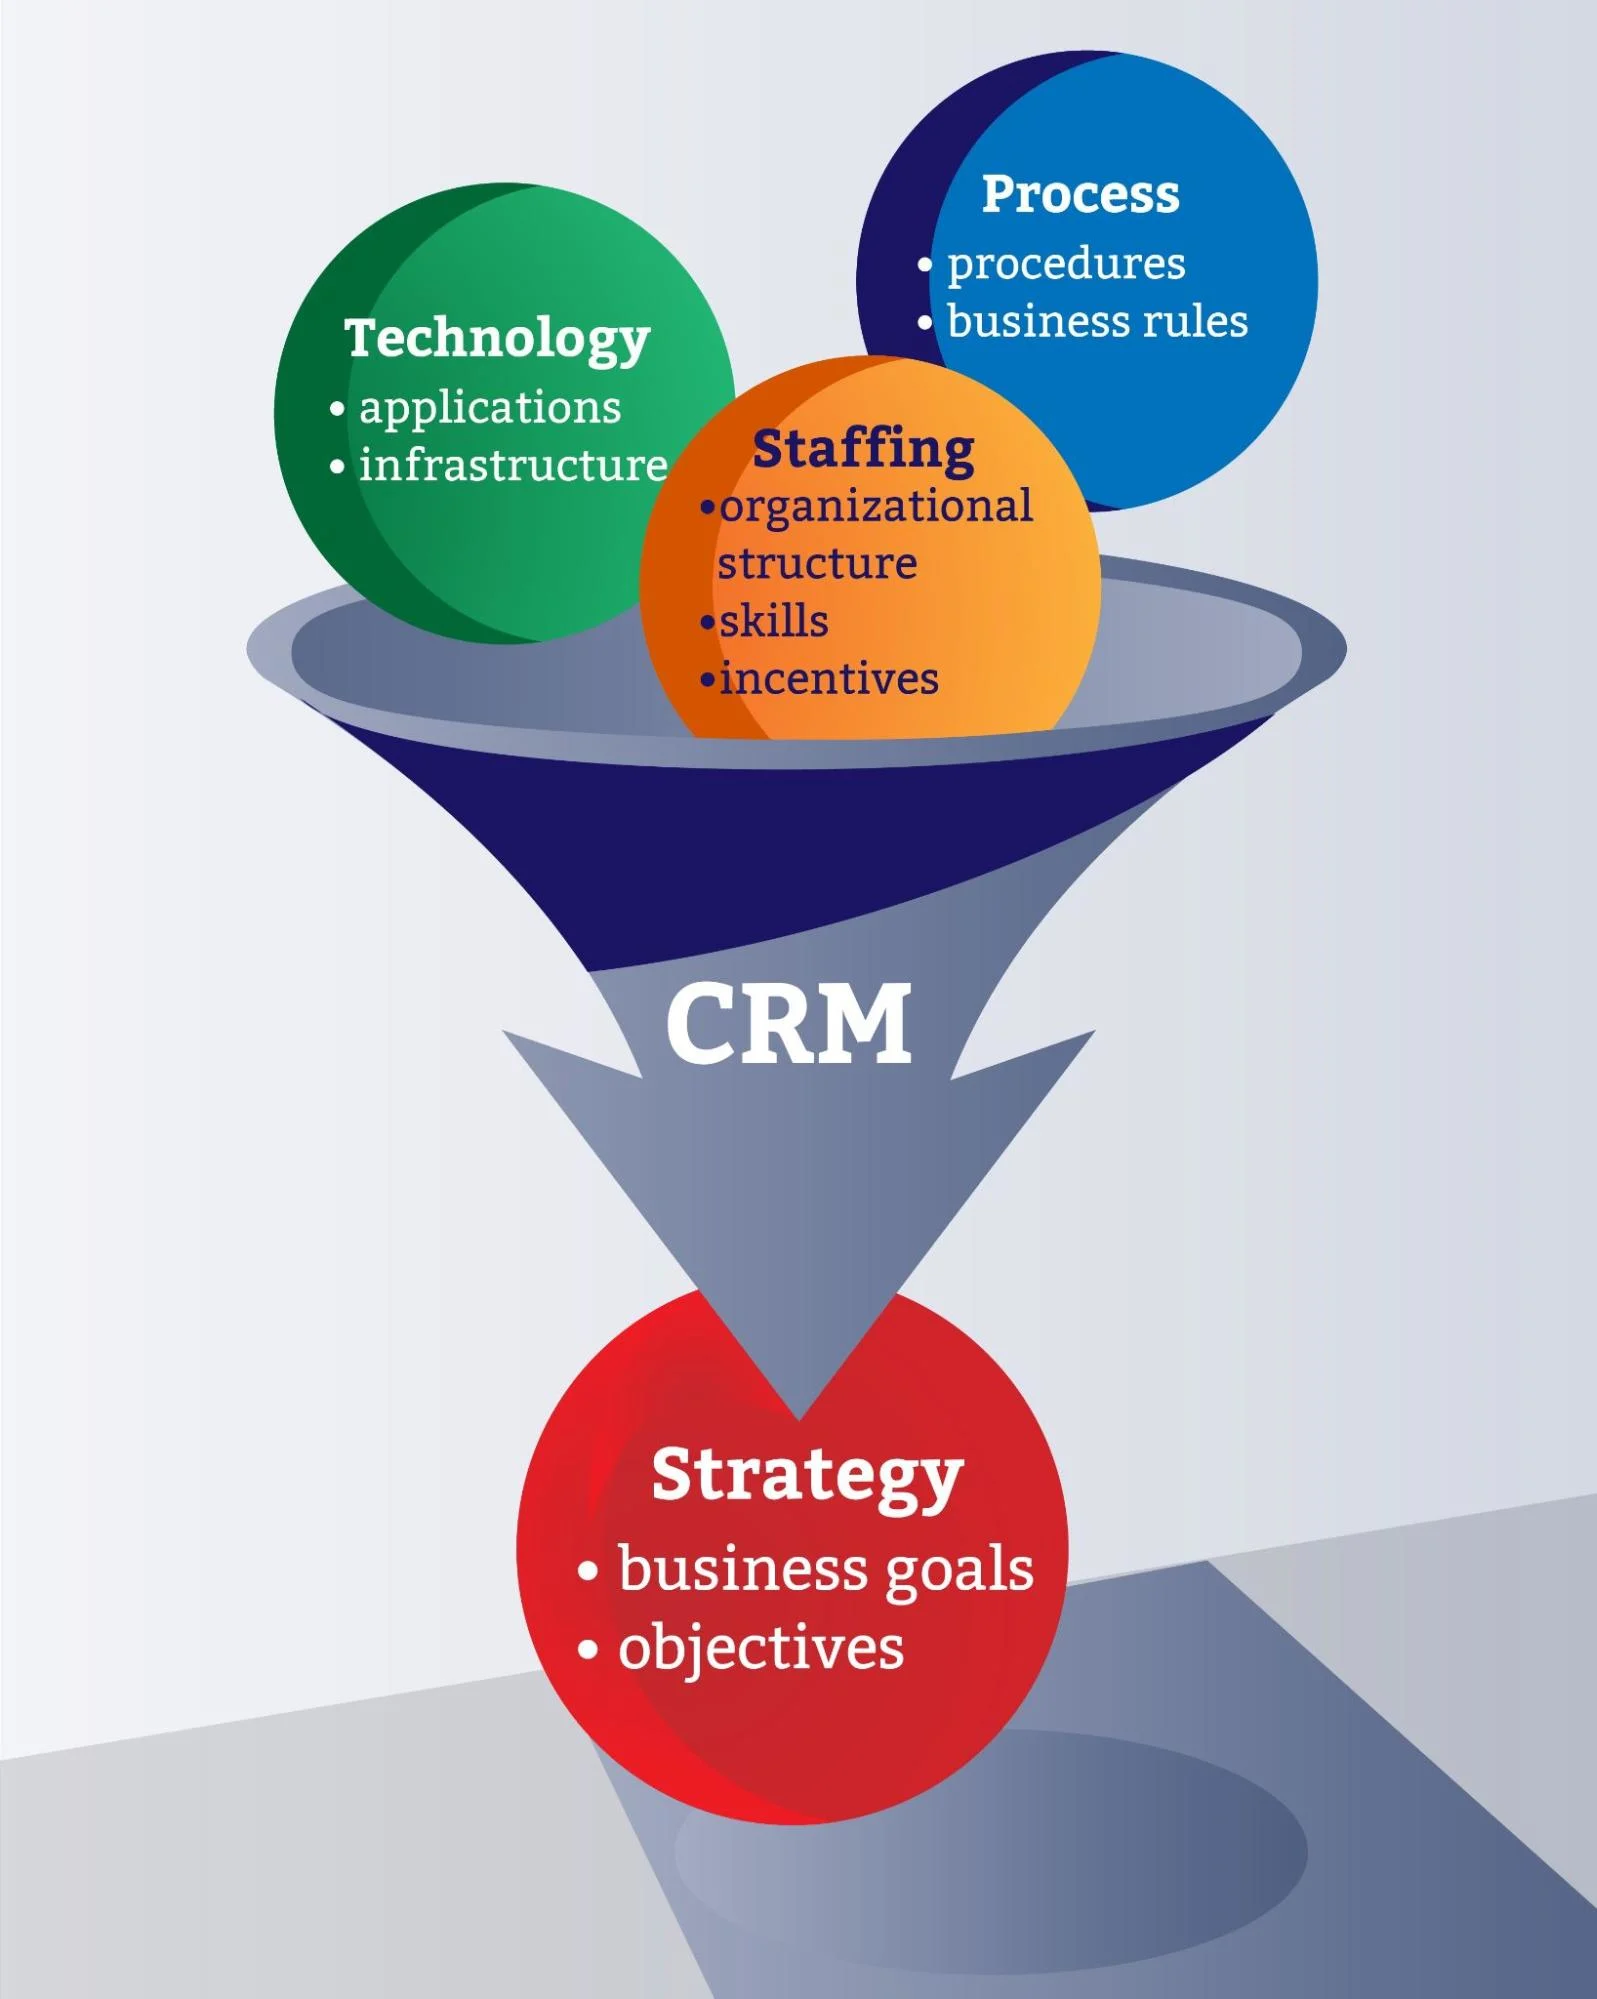 Process
• procedures
• business rules
Technology
• applications
• infrastructure
Staffing
•organizational
structure
•skills
•incentives
CRM
Strategy
• business goals
• objectives